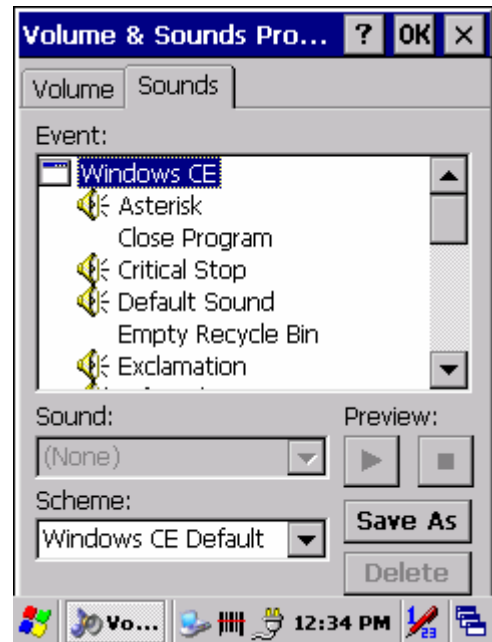 Volume & Sounds Pro... ? OK ×
Volume Sounds
Event:
Windows CE
Asterisk
Close Program
Critical Stop
Default Sound
Empty Recycle Bin
Exclamation
Sound: Preview:
(None)
Scheme:
Windows CE Default
Save As
Delete
Vo... 12:34 PM